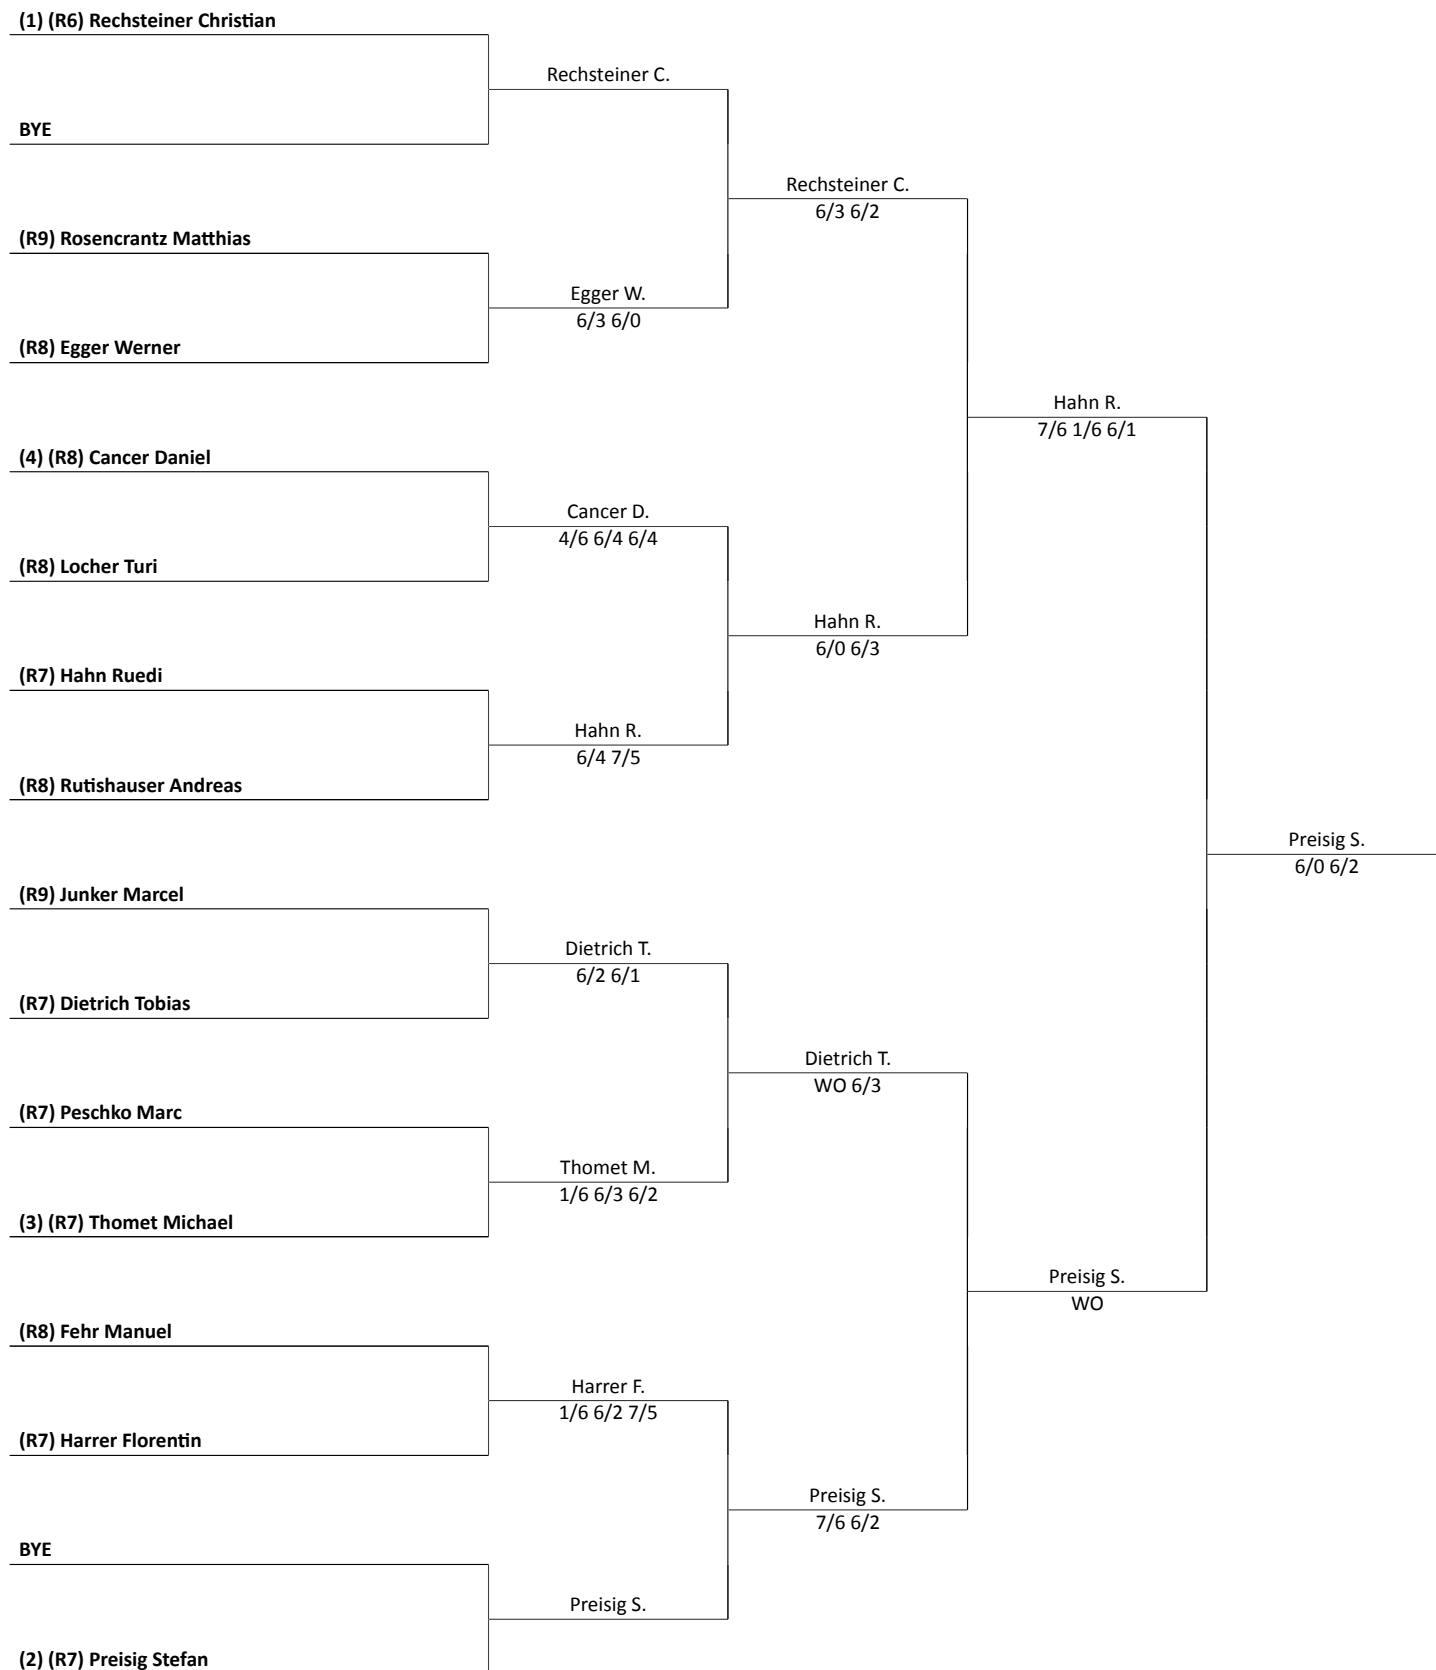 (1) (R6) Rechsteiner Christian
Rechsteiner C.
BYE
Rechsteiner C.
6/3 6/2
(R9) Rosencrantz Matthias
Egger W.
6/3 6/0
(R8) Egger Werner
Hahn R.
7/6 1/6 6/1
(4) (R8) Cancer Daniel
Cancer D.
4/6 6/4 6/4
(R8) Locher Turi
Hahn R.
6/0 6/3
(R7) Hahn Ruedi
Hahn R.
6/4 7/5
(R8) Rutishauser Andreas
Preisig S.
6/0 6/2
(R9) Junker Marcel
Dietrich T.
6/2 6/1
(R7) Dietrich Tobias
Dietrich T.
WO 6/3
(R7) Peschko Marc
Thomet M.
1/6 6/3 6/2
(3) (R7) Thomet Michael
Preisig S.
WO
(R8) Fehr Manuel
Harrer F.
1/6 6/2 7/5
(R7) Harrer Florentin
Preisig S.
7/6 6/2
BYE
Preisig S.
(2) (R7) Preisig Stefan